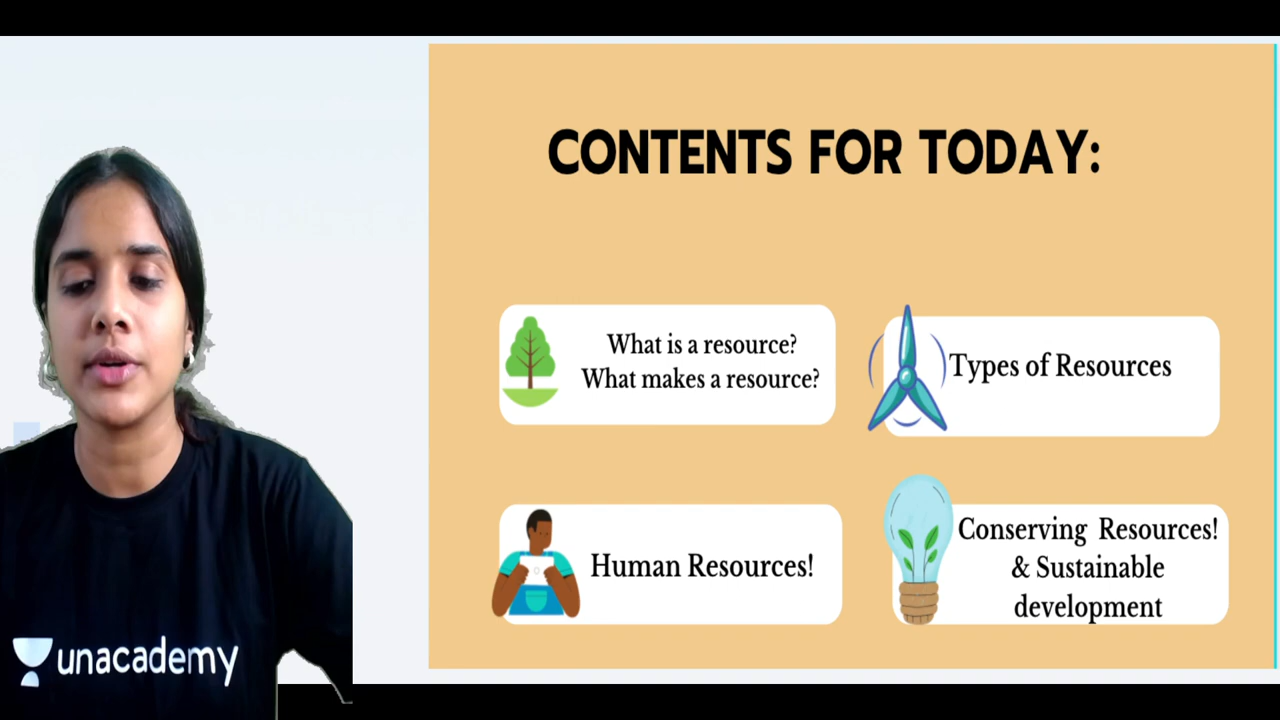 CONTENTS FOR TODAY:
What is a resource?
What makes a resource?
Types of Resources
Human Resources!
Conserving Resources!
& Sustainable
development
unacademy